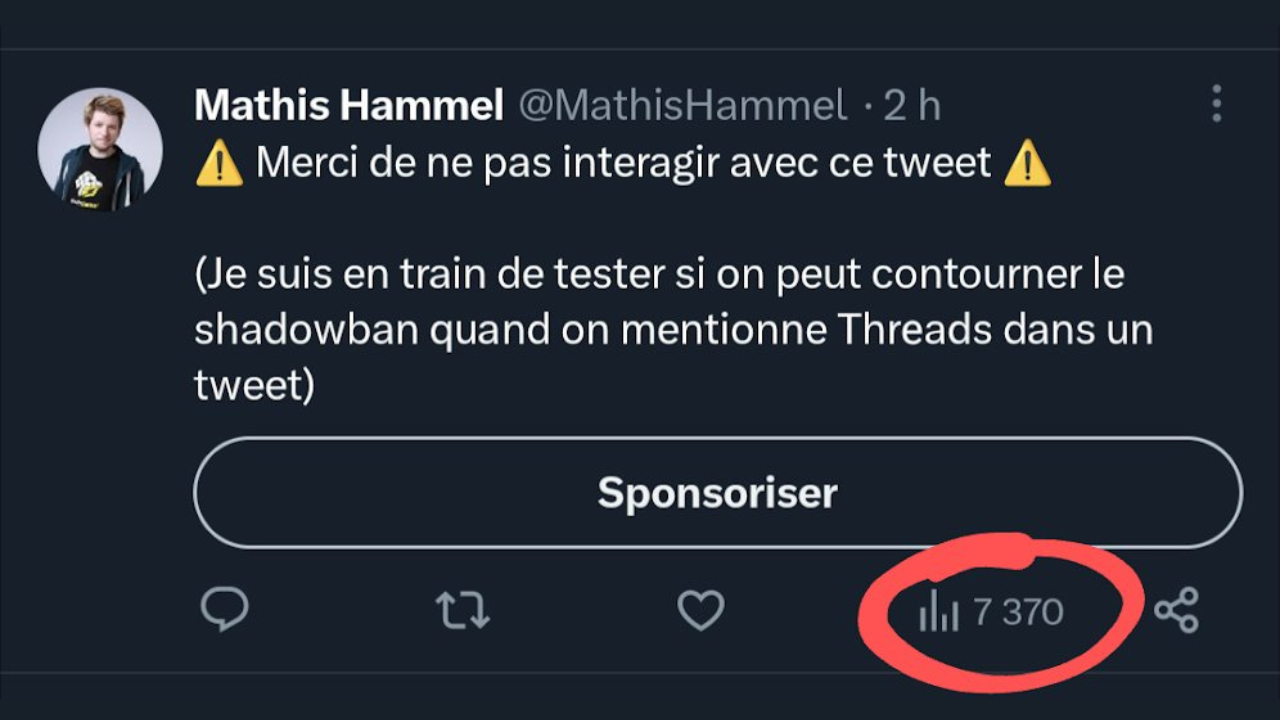 Mathis Hammel @MathisHammel · 2 h
⚠️ Merci de ne pas interagir avec ce tweet ⚠️
(Je suis en train de tester si on peut contourner le
shadowban quand on mentionne Threads dans un
tweet)
Sponsoriser
7 370